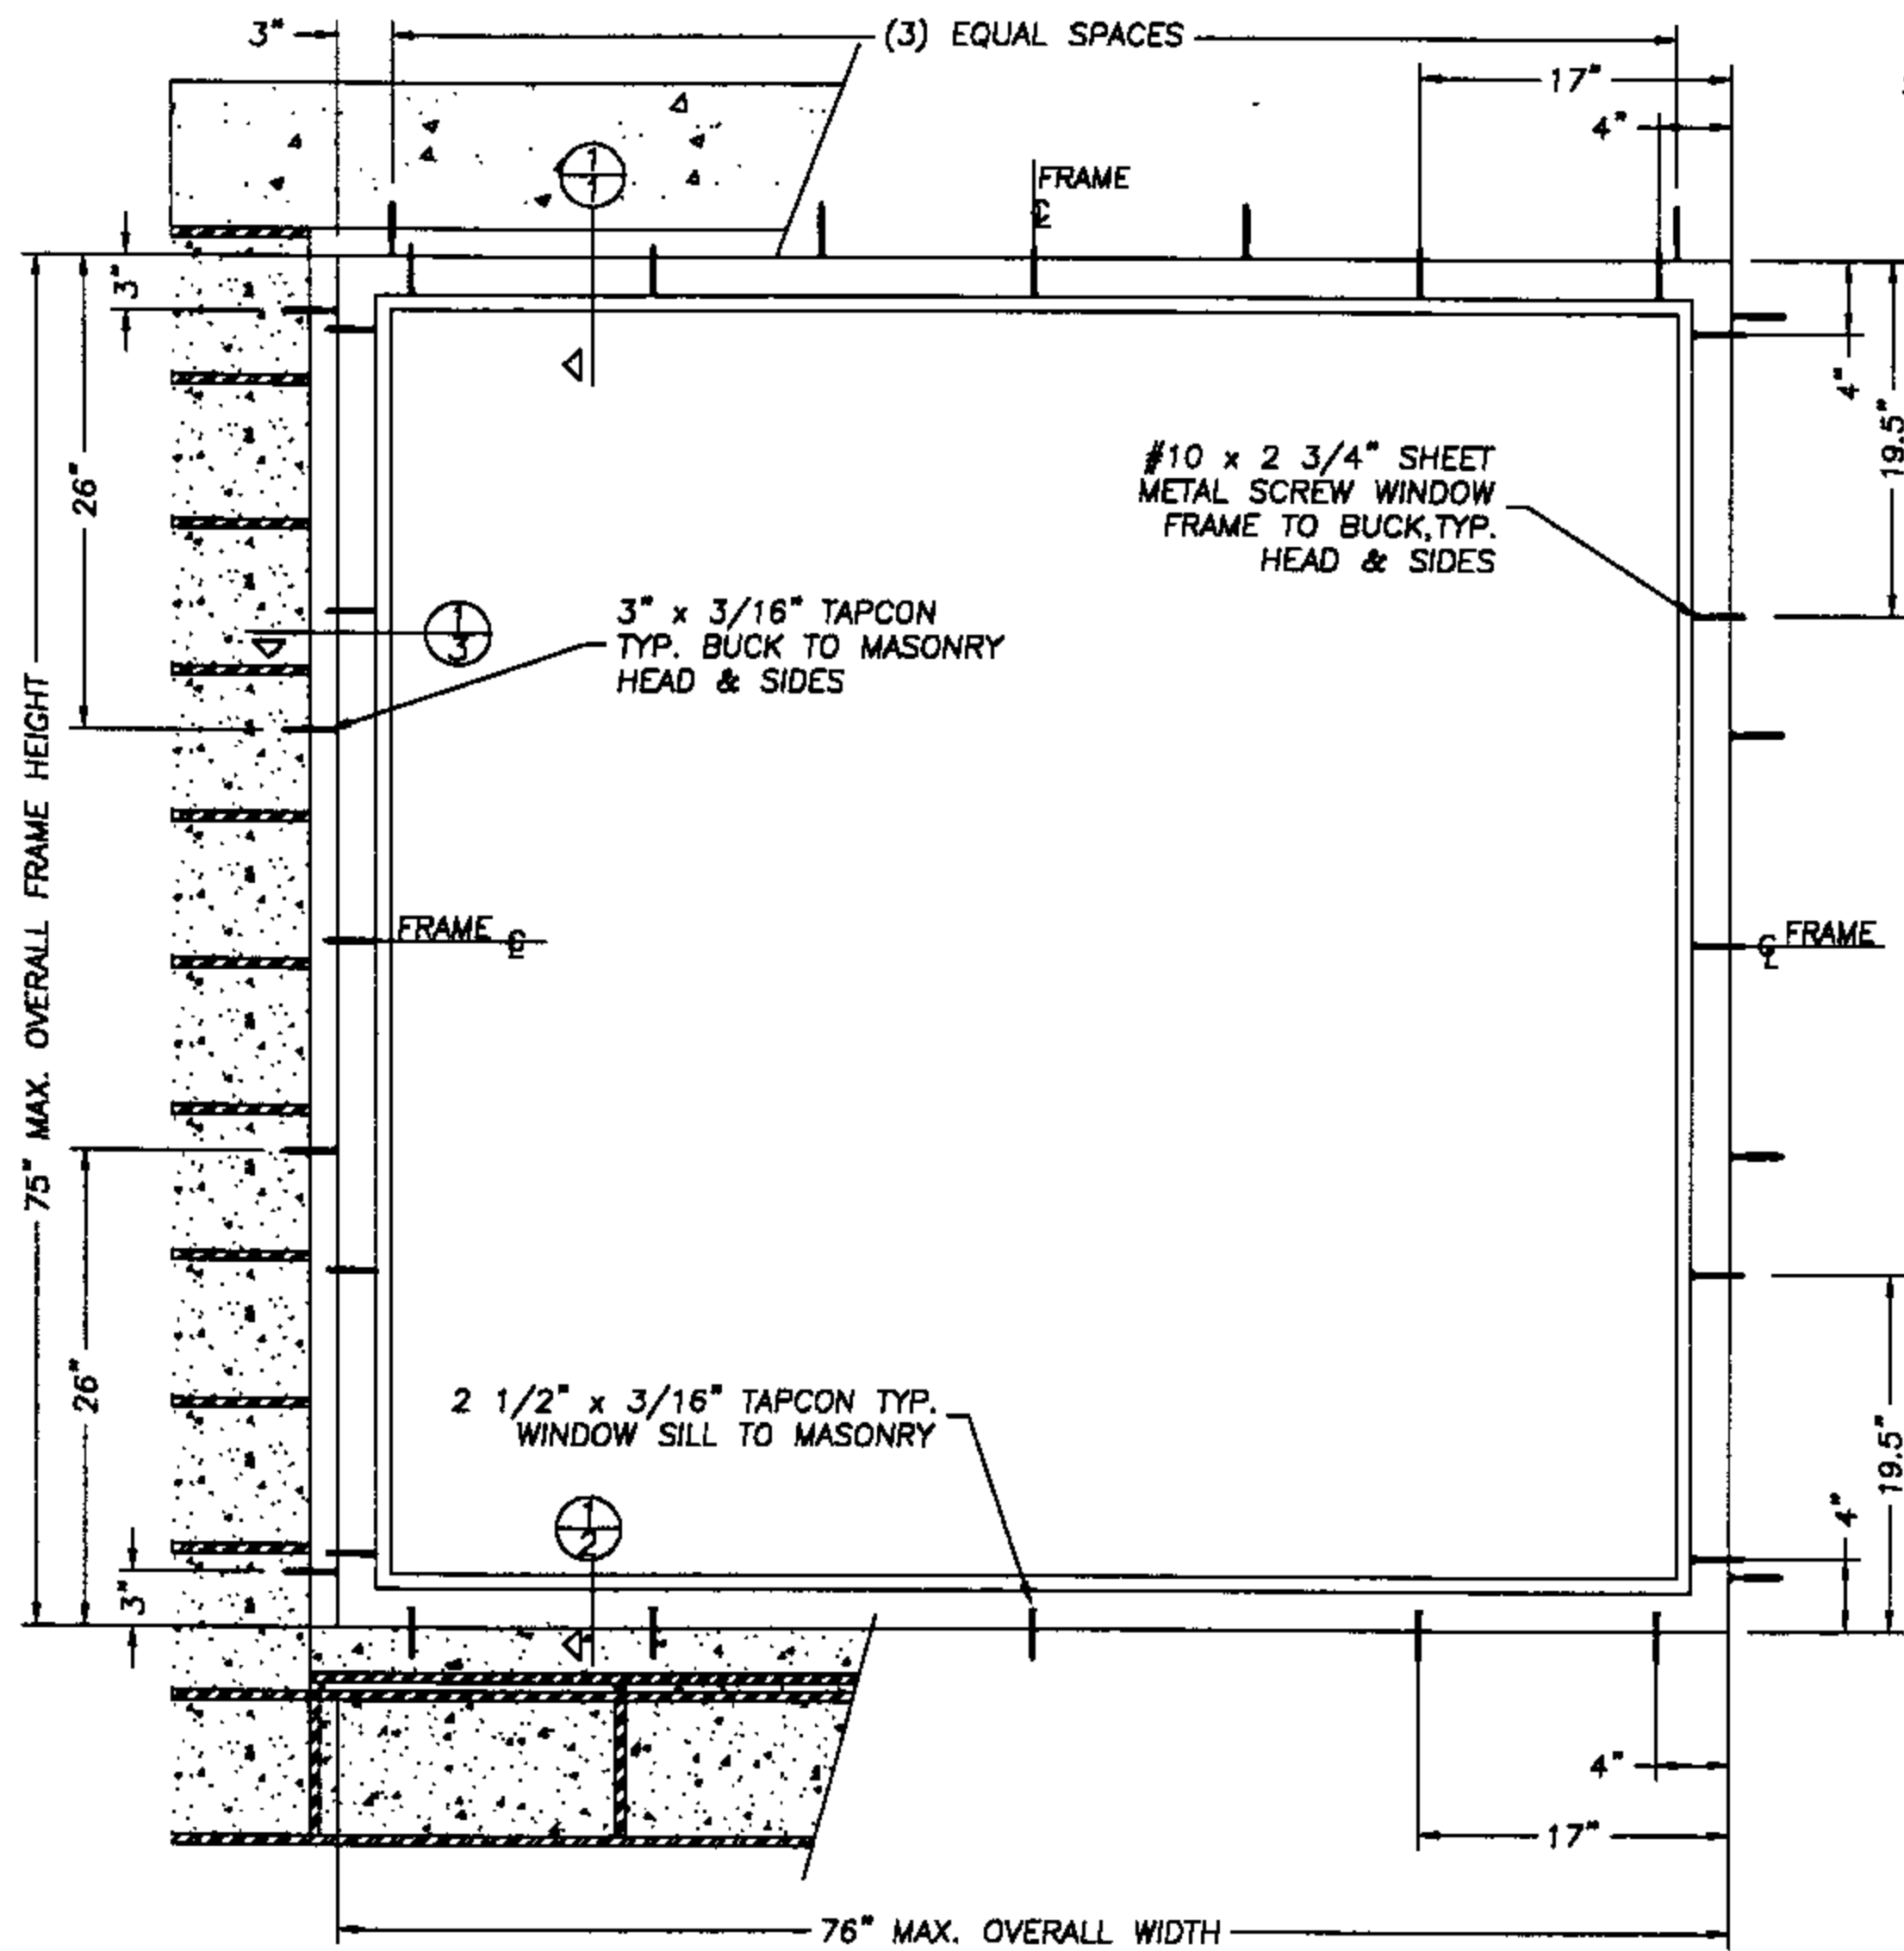 3"
(3) EQUAL SPACES
17"
4"
1
1
FRAME
℄
3"
4"
19.5"
26"
#10 x 2 3/4" SHEET
METAL SCREW WINDOW
FRAME TO BUCK,TYP.
HEAD & SIDES
3" x 3/16" TAPCON
TYP. BUCK TO MASONRY
HEAD & SIDES
1
3
75" MAX. OVERALL FRAME HEIGHT
FRAME ℄
℄ FRAME
26"
2 1/2" x 3/16" TAPCON TYP.
WINDOW SILL TO MASONRY
19.5"
4"
1
2
3"
4"
17"
76" MAX. OVERALL WIDTH